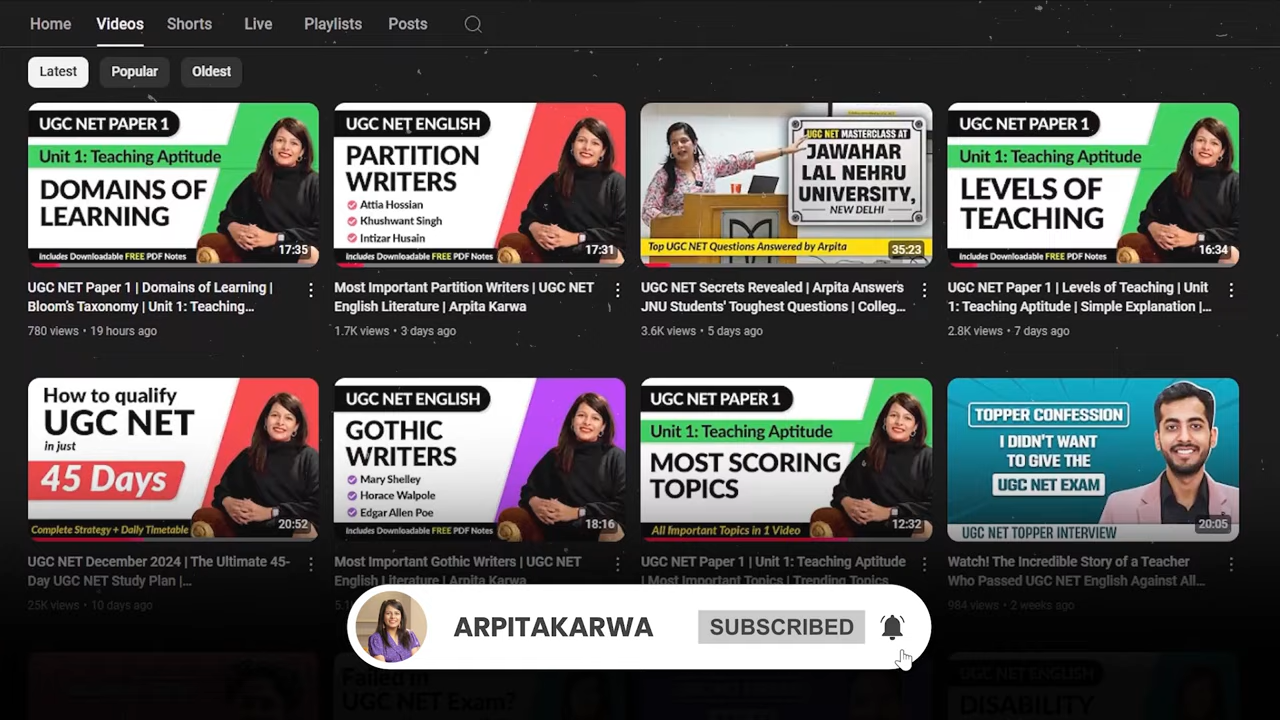 Home Videos Shorts Live Playlists Posts
Latest Popular Oldest
UGC NET PAPER 1
Unit 1: Teaching Aptitude
DOMAINS OF
LEARNING
17:35
Includes Downloadable FREE PDF Notes
UGC NET Paper 1 | Domains of Learning |
Bloom's Taxonomy | Unit 1: Teaching...
780 views • 19 hours ago
UGC NET ENGLISH
PARTITION
WRITERS
Attia Hossian
Khushwant Singh
Intizar Husain
17:31
Includes Downloadable FREE PDF Notes
Most Important Partition Writers | UGC NET
English Literature | Arpita Karwa
1.7K views • 3 days ago
UGC NET MASTERCLASS AT
JAWAHAR
LAL NEHRU
UNIVERSITY,
NEW DELHI
Top UGC NET Questions Answered by Arpita
35:23
UGC NET Secrets Revealed | Arpita Answers
JNU Students' Toughest Questions | Colleg...
3.6K views • 5 days ago
UGC NET PAPER 1
Unit 1: Teaching Aptitude
LEVELS OF
TEACHING
16:34
Includes Downloadable FREE PDF Notes
UGC NET Paper 1 | Levels of Teaching | Unit
1: Teaching Aptitude | Simple Explanation |...
2.8K views • 7 days ago
How to qualify
UGC NET
in just
45 Days
20:52
Complete Strategy + Daily Timetable
UGC NET December 2024 | The Ultimate 45-
Day UGC NET Study Plan |...
25K views • 10 days ago
UGC NET ENGLISH
GOTHIC
WRITERS
Mary Shelley
Horace Walpole
Edgar Allen Poe
18:16
Includes Downloadable FREE PDF Notes
Most Important Gothic Writers | UGC NET
English Literature | Arpita Karwa
5.1
UGC NET PAPER 1
Unit 1: Teaching Aptitude
MOST SCORING
TOPICS
12:32
All Important Topics in 1 Video
UGC NET Paper 1 | Unit 1: Teaching Aptitude
| Most Important Topics | Trending Topics
TOPPER CONFESSION
I DIDN'T WANT
TO GIVE THE
UGC NET EXAM
20:05
UGC NET TOPPER INTERVIEW
Watch! The Incredible Story of a Teacher
Who Passed UGC NET English Against All...
984 views • 2 weeks ago
ARPITAKARWA SUBSCRIBED
Failed in
UGC NET Exam?
UGC NET ENGLISH
DISABILITY